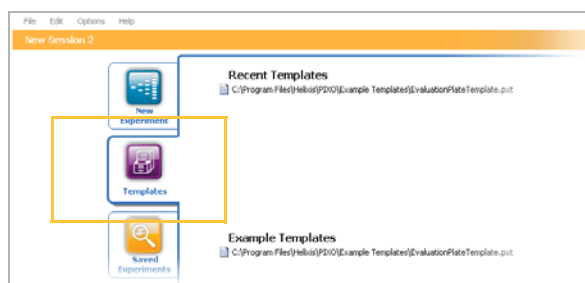 File Edit Options Help
New Session 2
Recent Templates
C:\Program Files\Helixis\PIXO\Example Templates\EvaluationPlateTemplate.pxt
New
Experiment
Templates
Example Templates
C:\Program Files\Helixis\PIXO\Example Templates\EvaluationPlateTemplate.pxt
Saved
Experiments